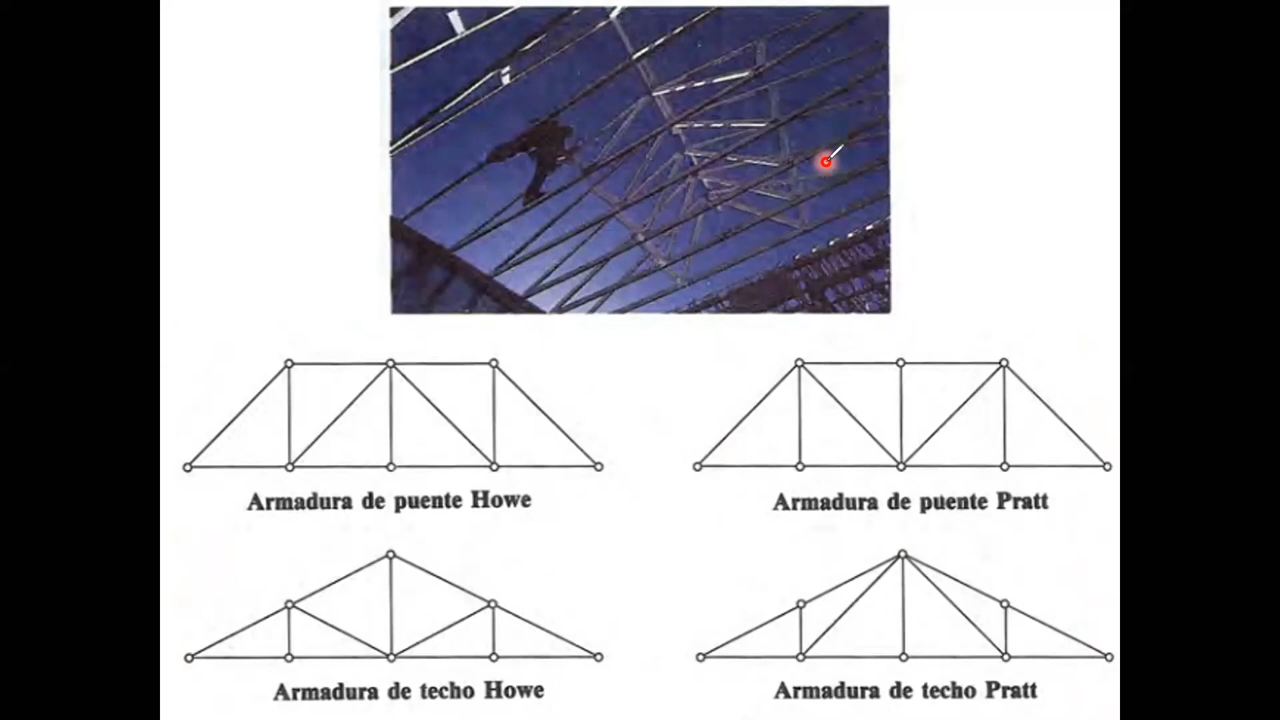 Armadura de puente Howe
Armadura de puente Pratt
Armadura de techo Howe
Armadura de techo Pratt